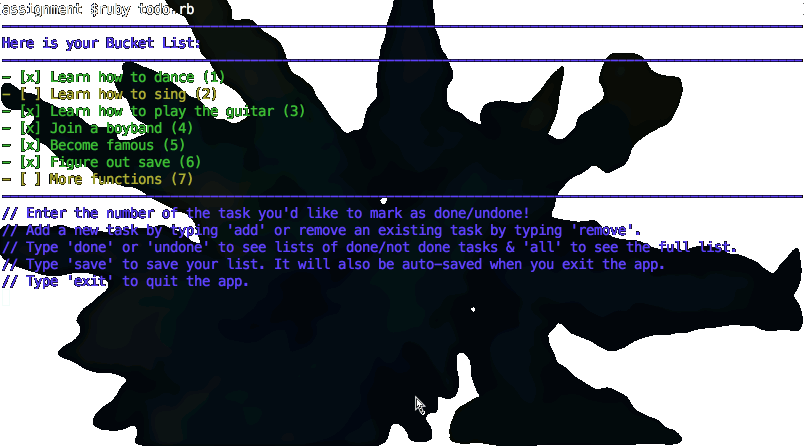 assignment $ruby todo.rb
Here is your Bucket List:
- [x] Learn how to dance (1)
- [ ] Learn how to sing (2)
- [x] Learn how to play the guitar (3)
- [x] Join a boyband (4)
- [x] Become famous (5)
- [x] Figure out save (6)
- [ ] More functions (7)
// Enter the number of the task you'd like to mark as done/undone!
// Add a new task by typing 'add' or remove an existing task by typing 'remove'.
// Type 'done' or 'undone' to see lists of done/not done tasks & 'all' to see the full list.
// Type 'save' to save your list. It will also be auto-saved when you exit the app.
// Type 'exit' to quit the app.